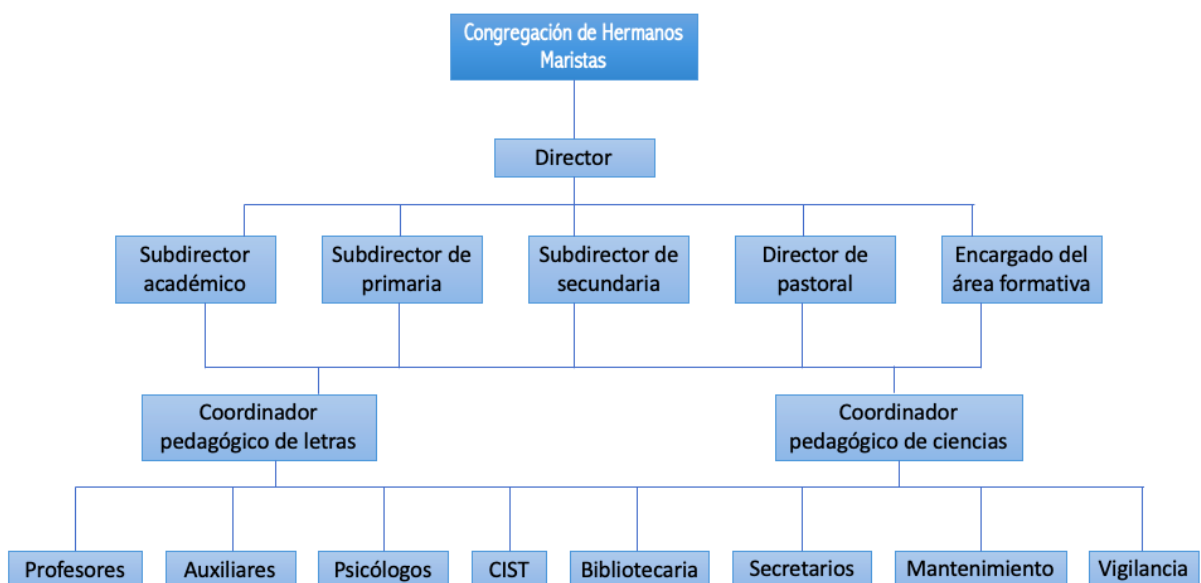 Congregación de Hermanos
Maristas
Director
Subdirector
académico
Subdirector de
primaria
Subdirector de
secundaria
Director de
pastoral
Encargado del
área formativa
Coordinador
pedagógico de letras
Coordinador
pedagógico de ciencias
Profesores
Auxiliares
Psicólogos
CIST
Bibliotecaria
Secretarios
Mantenimiento
Vigilancia